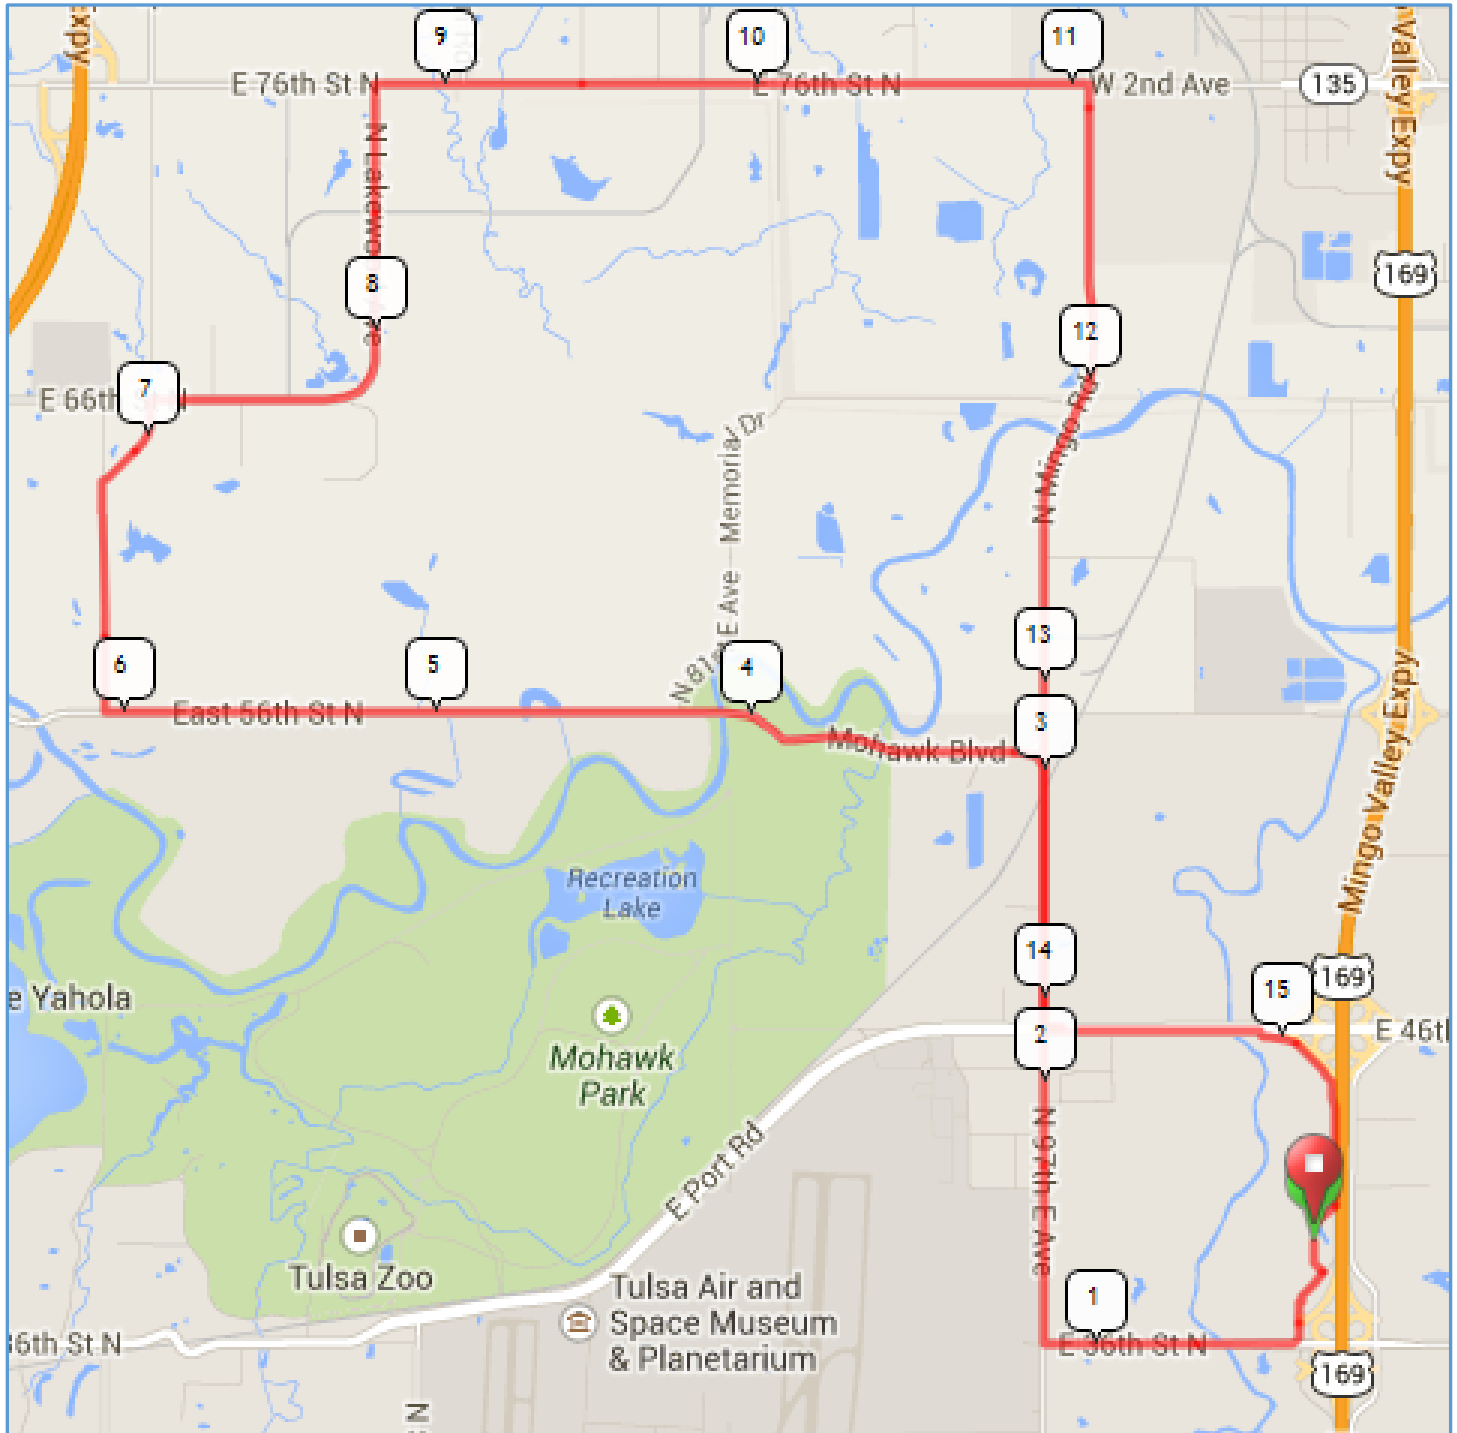 Expy
9
10
11
Valley Expy
E 76th St N
E 76th St N
W 2nd Ave
135
N Lakewo
e
8
169
12
7
E 66th
N
N Mingo Rd
Memorial Dr
E Ave
N 81
13
6
5
4
3
East 56th St N
Mohawk Blvd
Mingo Valley Expy
Recreation
Lake
14
15
169
e Yahola
2
E 46th
Mohawk
Park
N 97th E Ave
E Port Rd
Tulsa Zoo
Tulsa Air and
Space Museum
& Planetarium
1
36th St N
E 36th St N
169
N